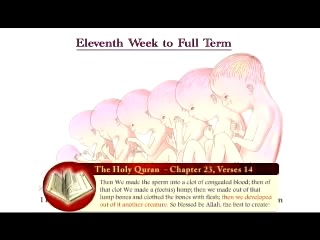 Eleventh Week to Full Term
The Holy Quran - Chapter 23, Verses 14
Then We made the sperm into a clot of congealed blood; then of
that clot We made a (foetus) lump; then we made out of that
lump bones and clothed the bones with flesh; then we developed
out of it another creature. So blessed be Allah, the best to create!